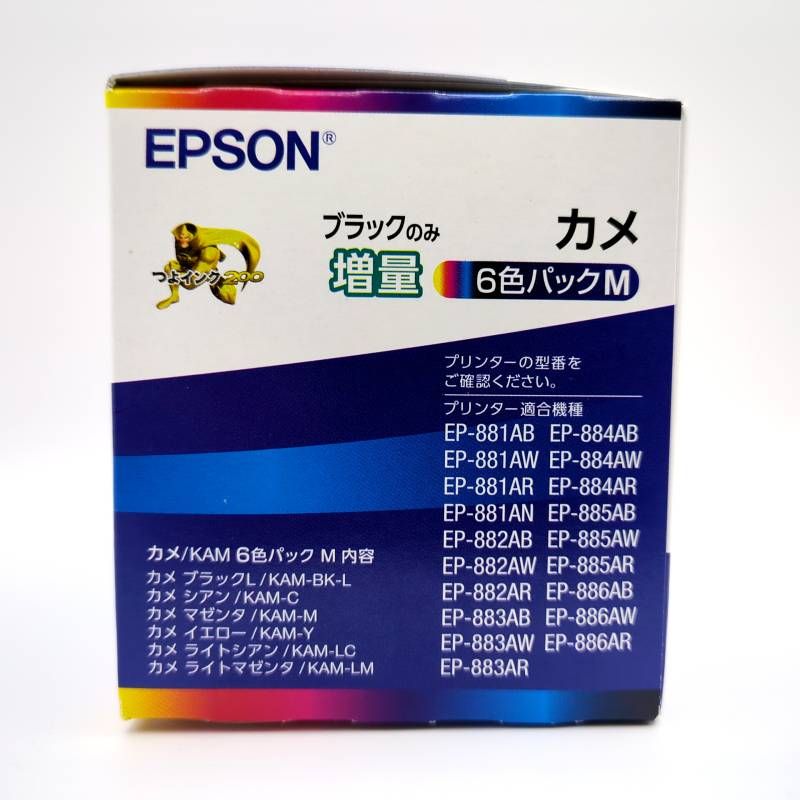 EPSON®
つよインク200
ブラックのみ
増量
カメ
6色パックM
プリンターの型番を
ご確認ください。
プリンター適合機種
EP-881AB EP-884AB
EP-881AW EP-884AW
EP-881AR EP-884AR
EP-881AN EP-885AB
EP-882AB EP-885AW
EP-882AW EP-885AR
EP-882AR EP-886AB
EP-883AB EP-886AW
EP-883AW EP-886AR
EP-883AR
カメ/KAM 6色パック M 内容
カメ ブラックL/KAM-BK-L
カメ シアン/KAM-C
カメ マゼンタ/KAM-M
カメ イエロー/KAM-Y
カメ ライトシアン/KAM-LC
カメ ライトマゼンタ/KAM-LM